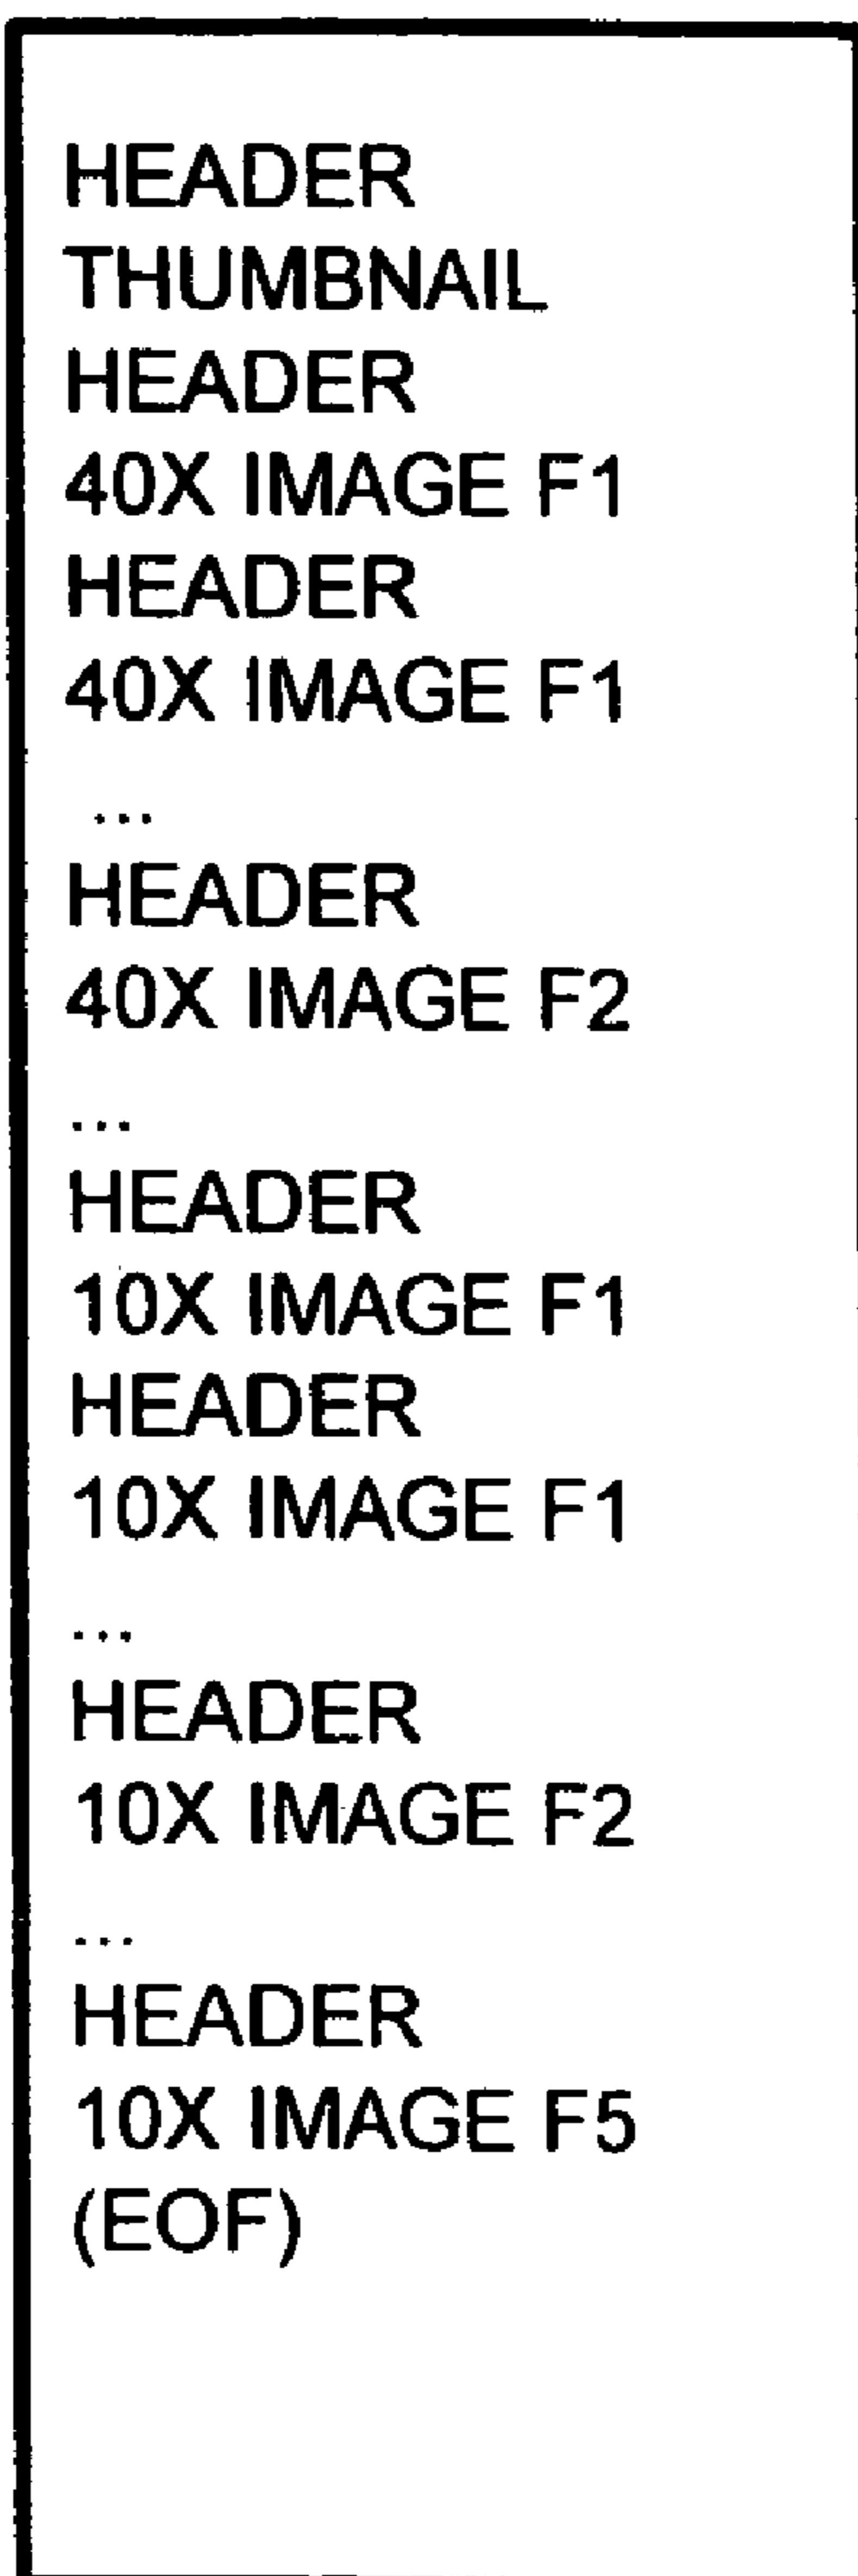 HEADER
THUMBNAIL
HEADER
40X IMAGE F1
HEADER
40X IMAGE F1
...
HEADER
40X IMAGE F2
...
HEADER
10X IMAGE F1
HEADER
10X IMAGE F1
...
HEADER
10X IMAGE F2
...
HEADER
10X IMAGE F5
(EOF)